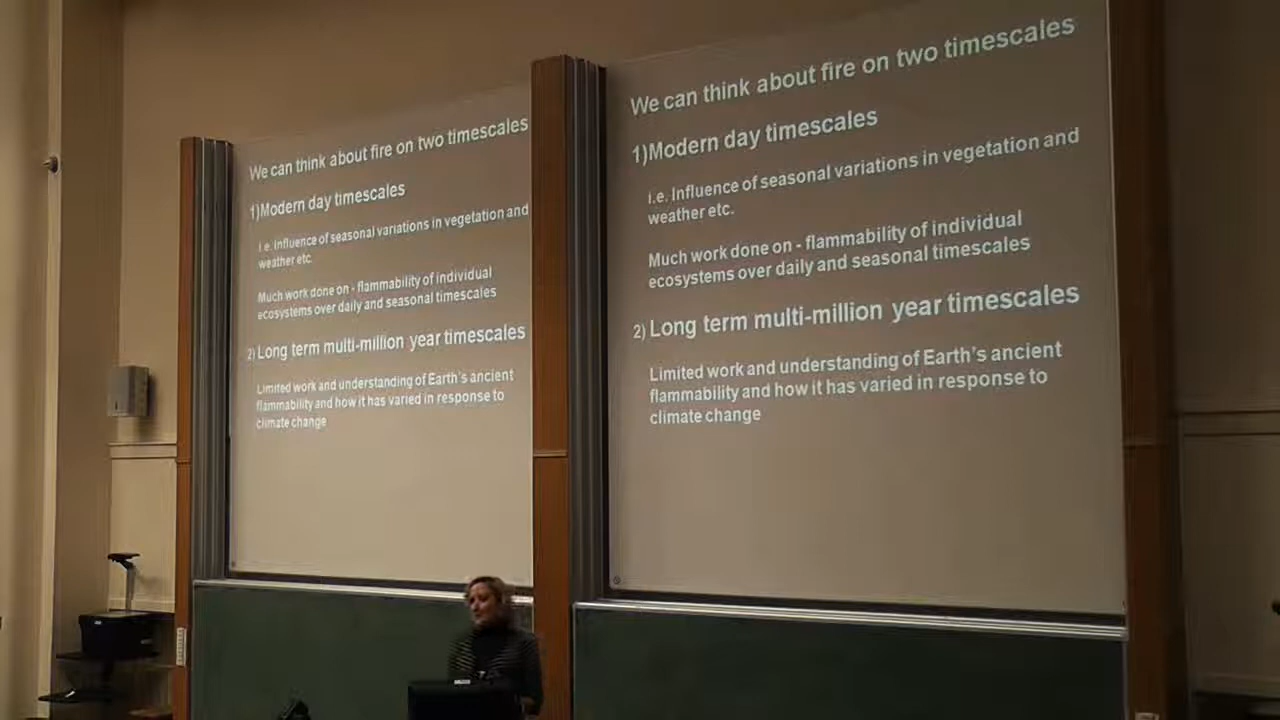 We can think about fire on two timescales
1)Modern day timescales
I.e. Influence of seasonal variations in vegetation and
weather etc.
Much work done on - flammability of individual
ecosystems over daily and seasonal timescales
2) Long term multi-million year timescales
Limited work and understanding of Earth's ancient
flammability and how it has varied in response to
climate change
We can think about fire on two timescales
1)Modern day timescales
I.e. Influence of seasonal variations in vegetation and
weather etc.
Much work done on - flammability of individual
ecosystems over daily and seasonal timescales
2) Long term multi-million year timescales
Limited work and understanding of Earth's ancient
flammability and how it has varied in response to
climate change